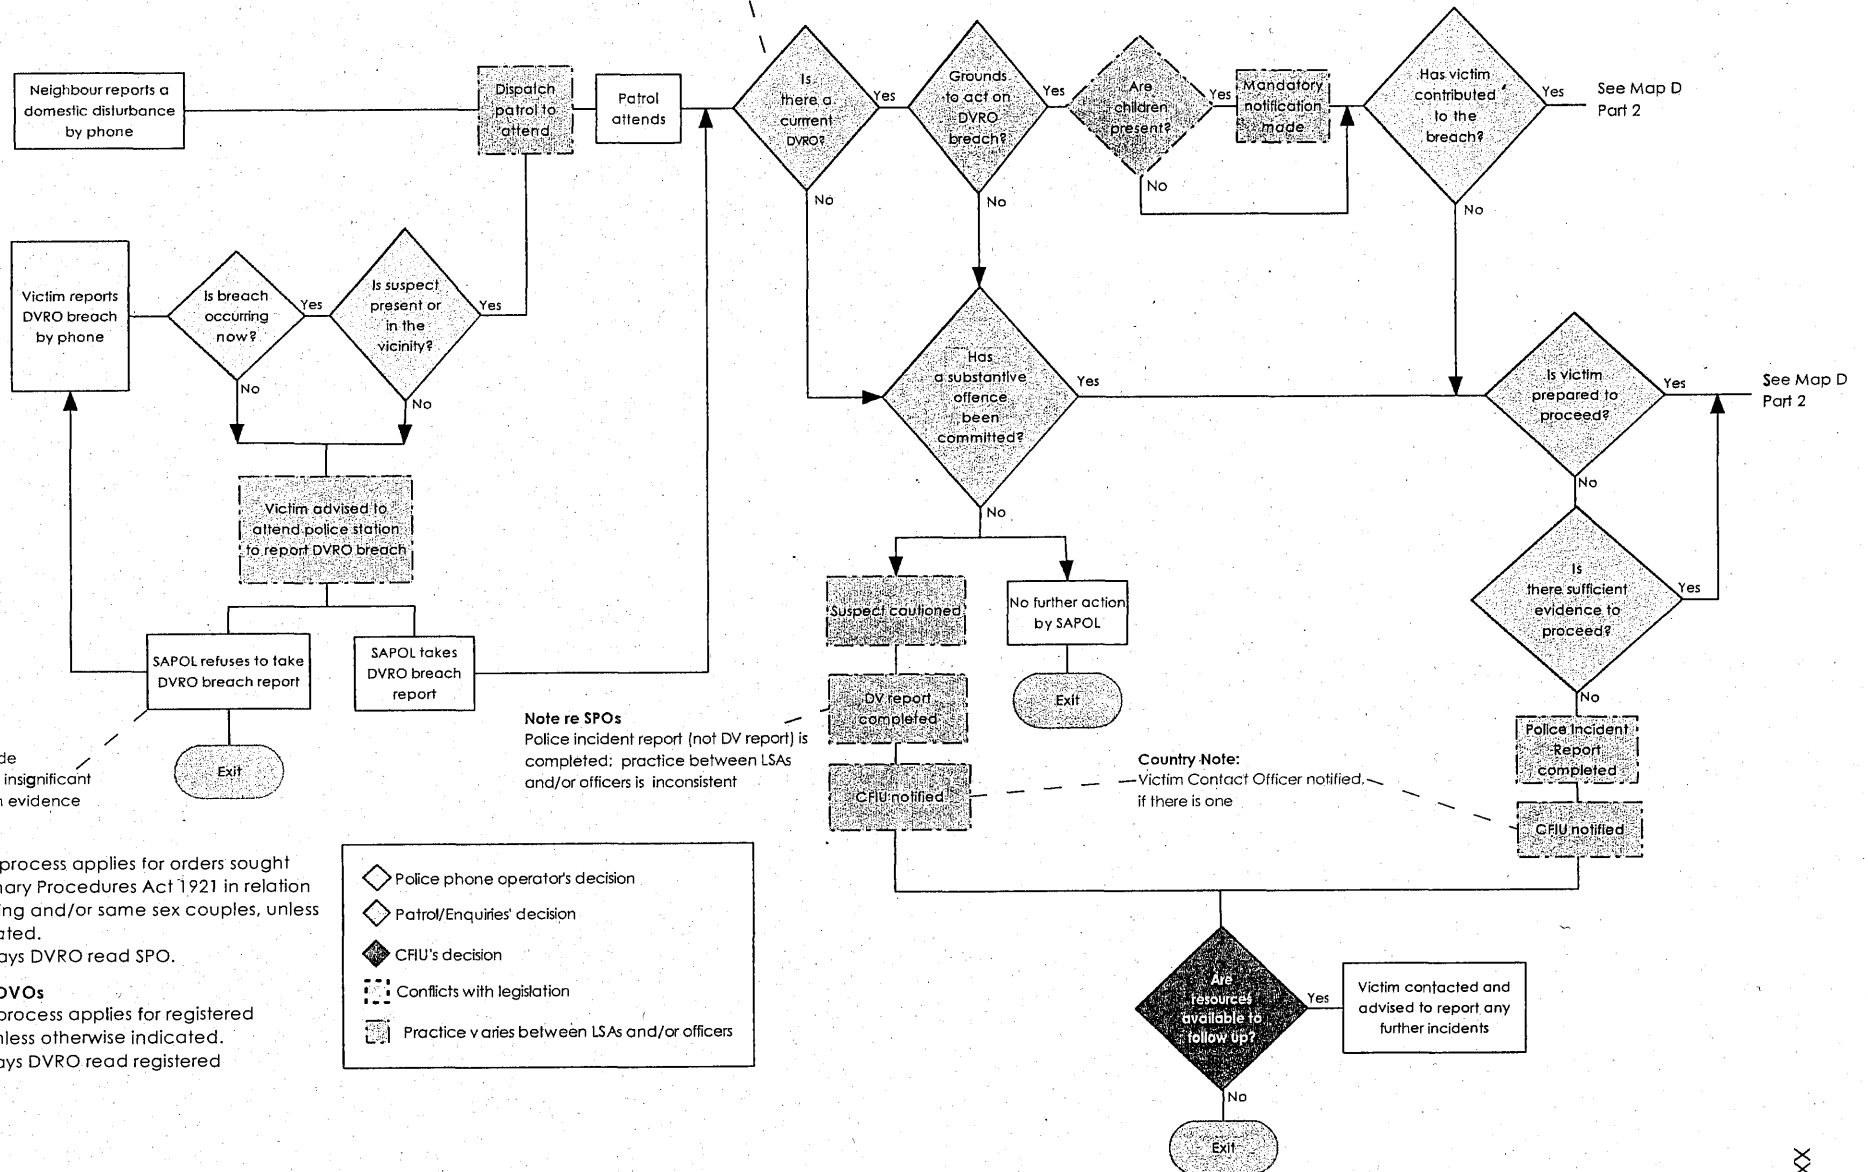 Neighbour reports a
domestic disturbance
by phone
Dispatch
patrol to
attend
Patrol
attends
Is
there a
current
DVRO?
Yes
No
Grounds
to act on
DVRO
breach?
Yes
No
Are
children
present?
Yes
No
Mandatory
notification
made
Has victim
contributed
to the
breach?
Yes
No
See Map D
Part 2
Victim reports
DVRO breach
by phone
Is breach
occurring
now?
Yes
No
Is suspect
present or
in the
vicinity?
Yes
No
Victim advised to
attend police station
to report DVRO breach
SAPOL refuses to take
DVRO breach report
SAPOL takes
DVRO breach
report
Exit
Has
a substantive
offence
been
committed?
Yes
No
Is victim
prepared to
proceed?
Yes
No
See Map D
Part 2
Is
there sufficient
evidence to
proceed?
Yes
No
Suspect cautioned
No further action
by SAPOL
Exit
DV report
completed
CFIU notified
Note re SPOs
Police incident report (not DV report) is
completed: practice between LSAs
and/or officers is inconsistent
Country Note:
Victim Contact Officer notified,
if there is one
Police Incident
Report
completed
CFIU notified
de
insignificant
evidence
process applies for orders sought
nary Procedures Act 1921 in relation
ing and/or same sex couples, unless
ated.
ays DVRO read SPO.
DVOs
process applies for registered
nless otherwise indicated.
ays DVRO read registered
Police phone operator's decision
Patrol/Enquiries' decision
CFIU's decision
Conflicts with legislation
Practice varies between LSAs and/or officers
Are
resources
available to
follow up?
Yes
No
Victim contacted and
advised to report any
further incidents
Exit
XX